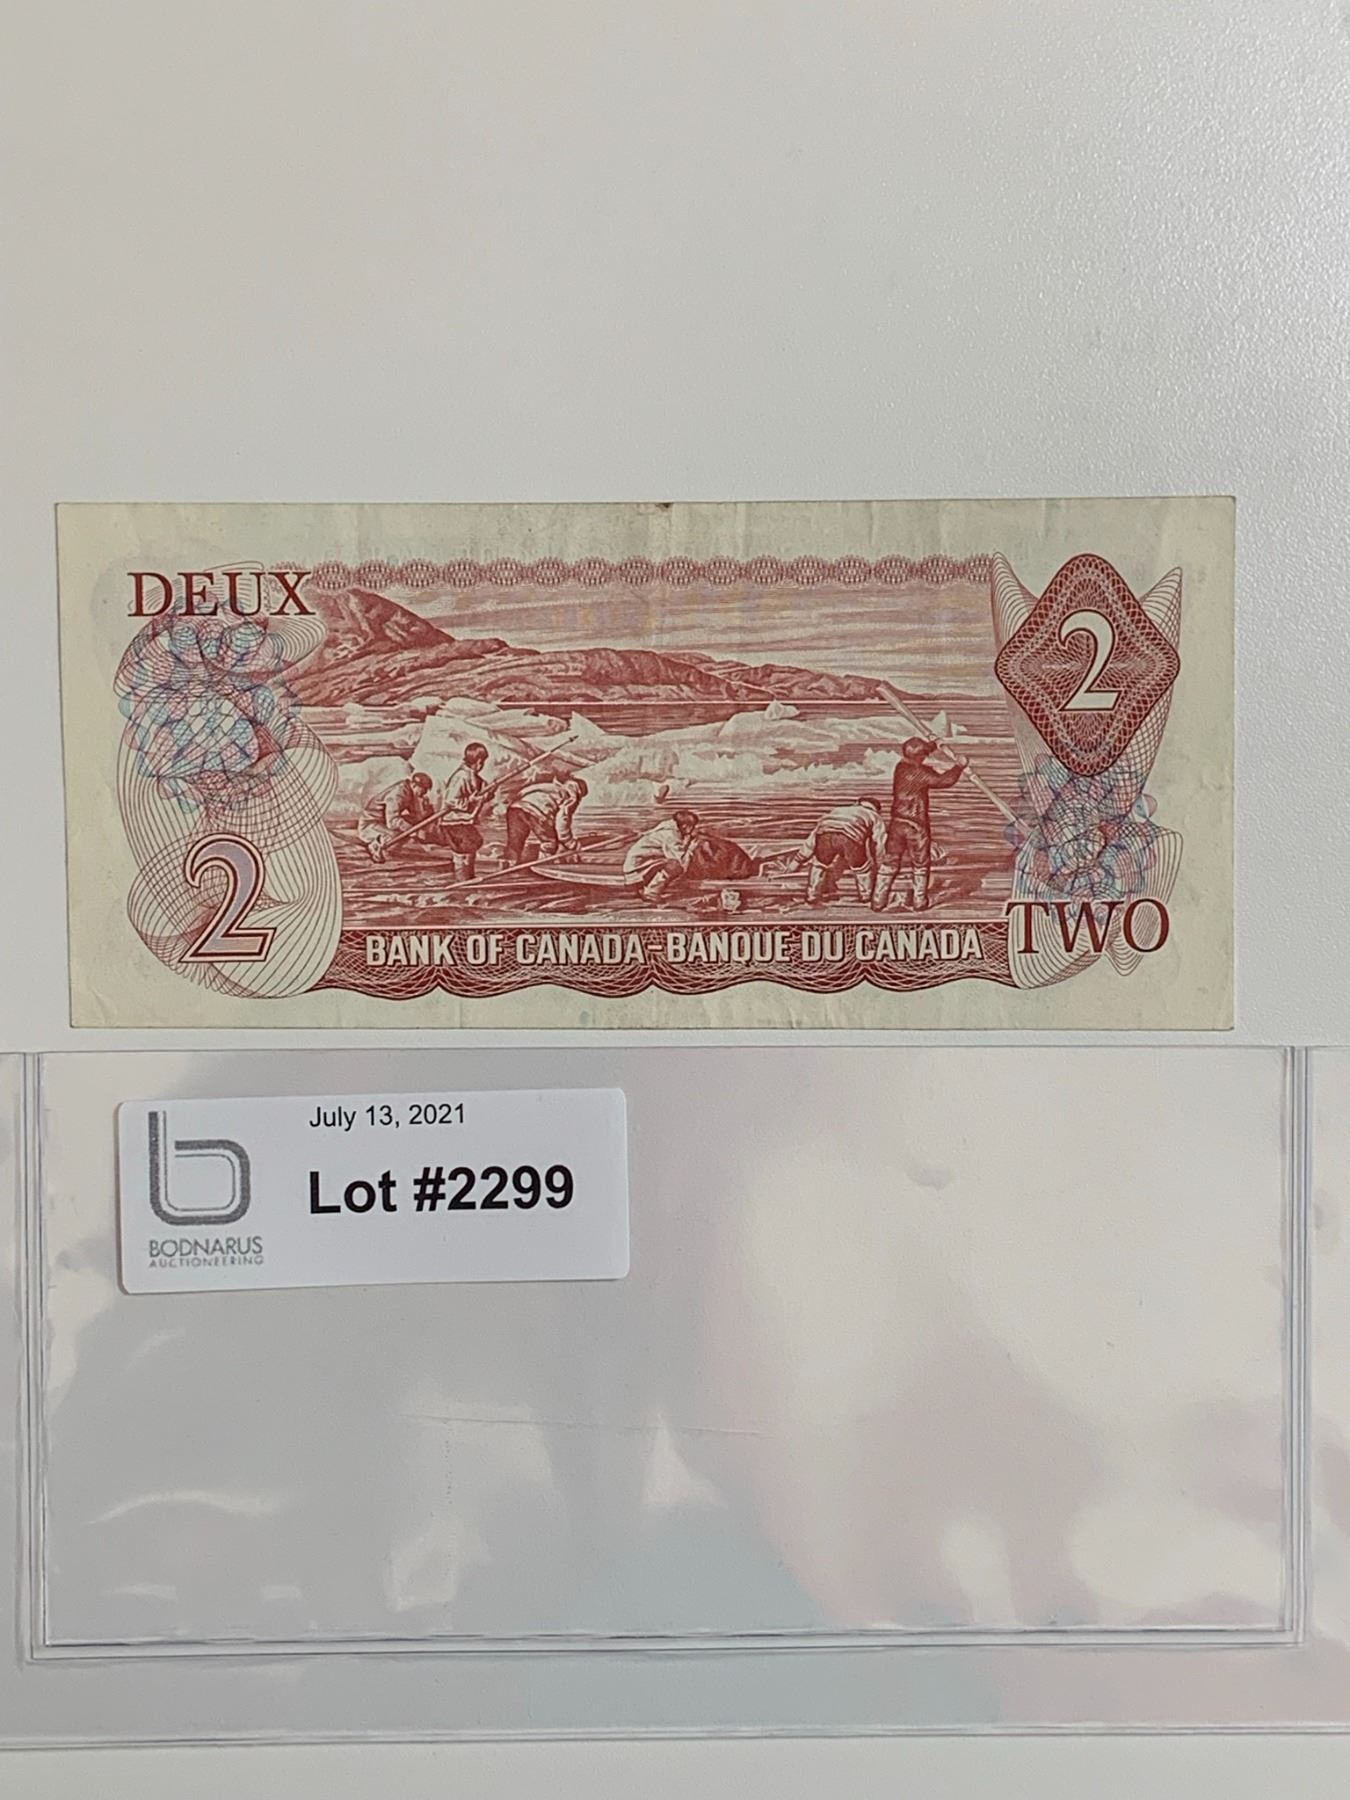 DEUX
2
2
BANK OF CANADA-BANQUE DU CANADA
TWO
July 13, 2021
Lot #2299
BODNARUS
AUCTIONEERING